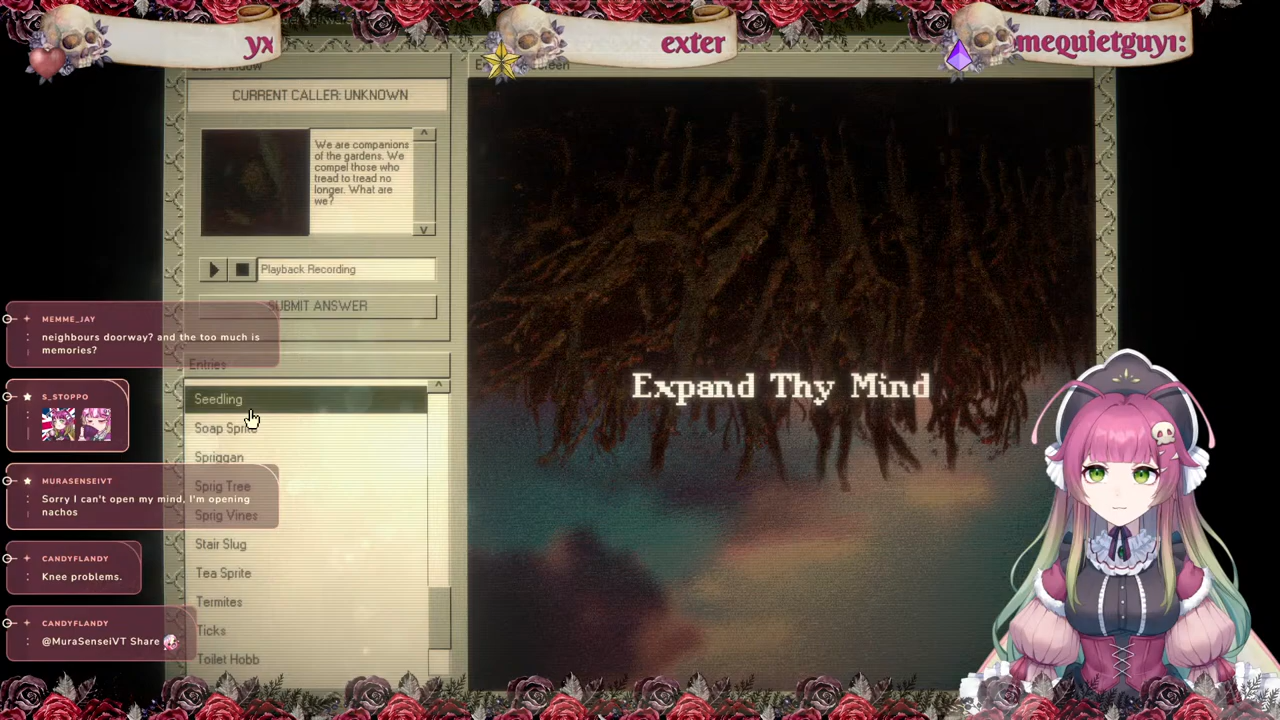 yx
exter
mequietguy1:
CURRENT CALLER: UNKNOWN
We are companions
of the gardens. We
compel those who
tread to tread no
longer. What are
we?
Playback Recording
SUBMIT ANSWER
Entries
Seedling
Soap Sprite
Spriggan
Sprig Tree
Sprig Vines
Stair Slug
Tea Sprite
Termites
Ticks
Toilet Hobb
Expand Thy Mind
MEMME_JAY
neighbours doorway? and the too much is
memories?
S_STOPPO
MURASENSEIVT
Sorry I can't open my mind, I'm opening
nachos
CANDYFLANDY
Knee problems.
CANDYFLANDY
@MuraSenseiVT Share